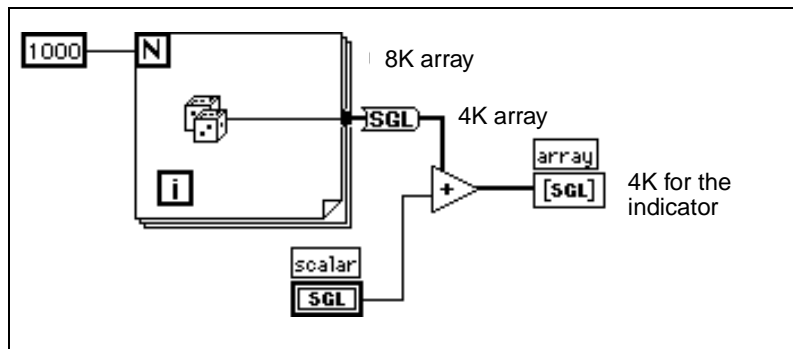 1000
N
8K array
SGL
4K array
i
+
array
[SGL]
4K for the
indicator
scalar
SGL